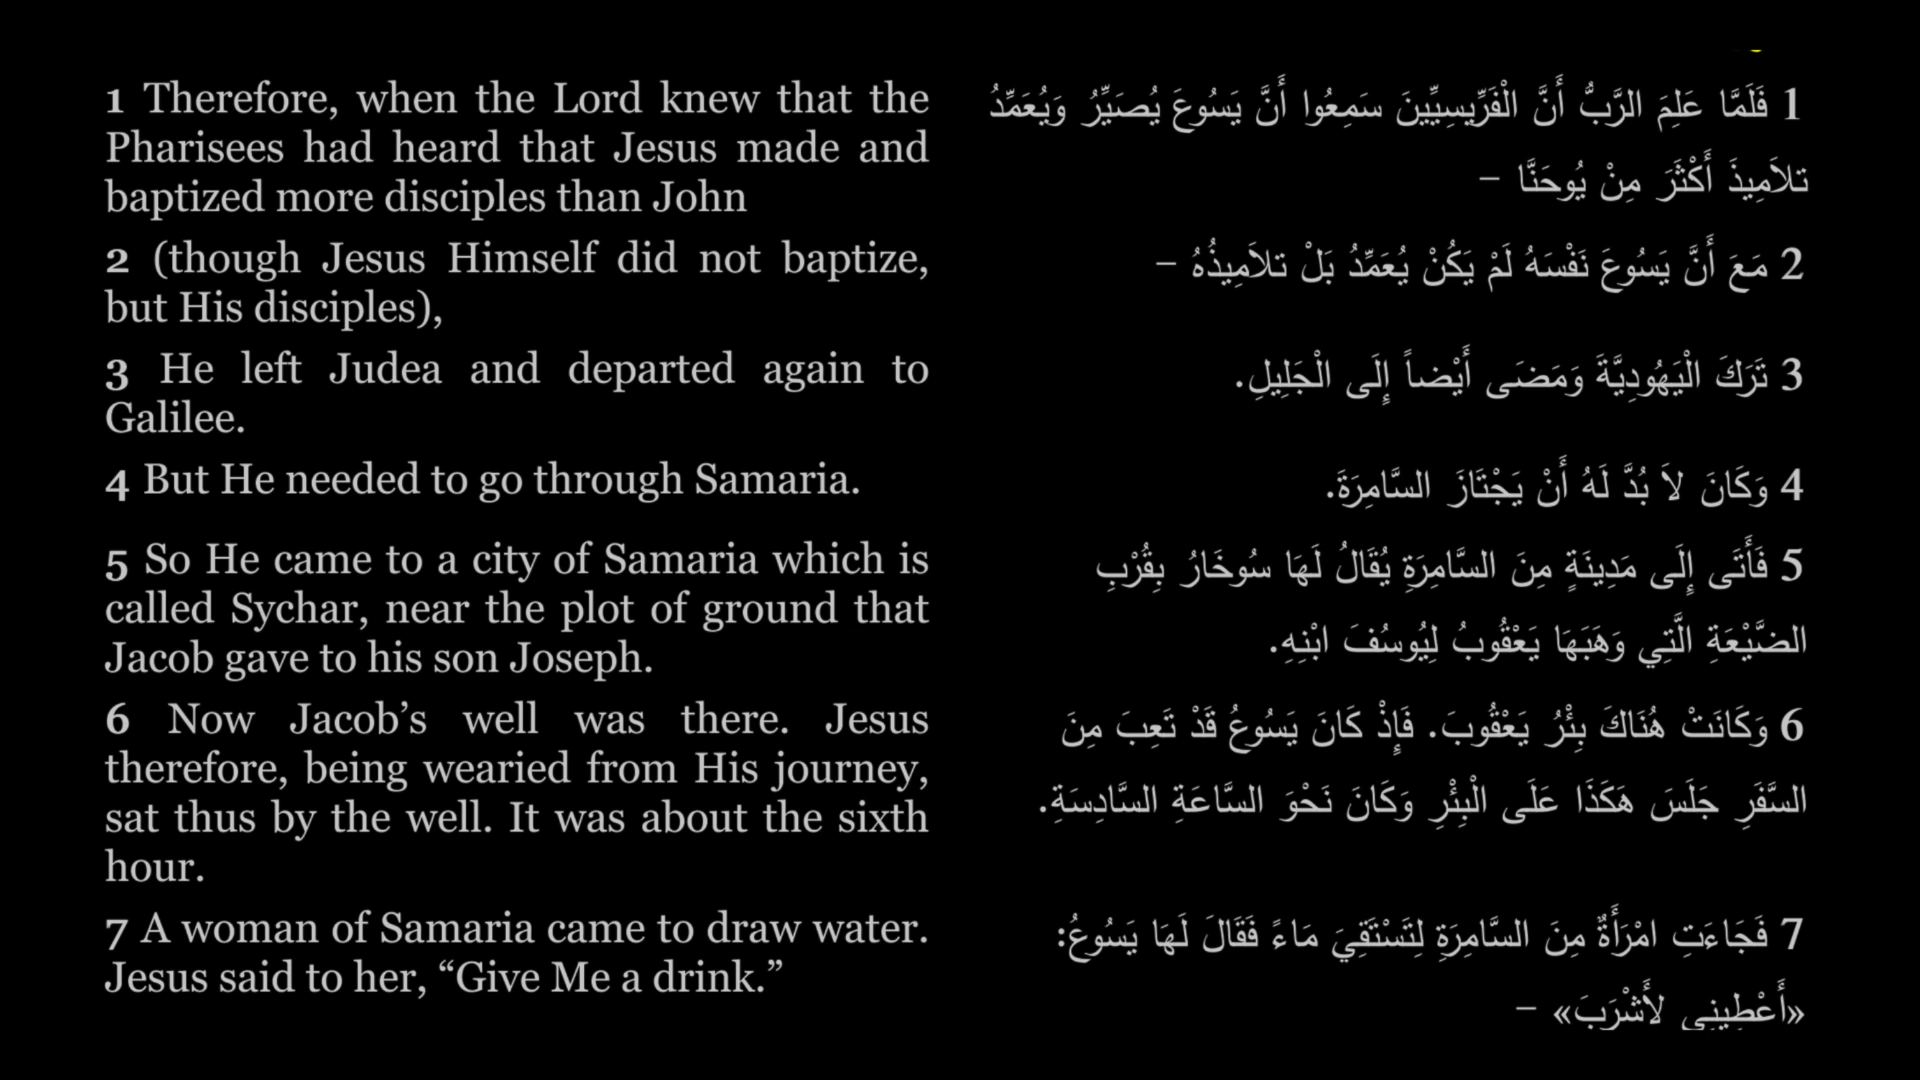 1 Therefore, when the Lord knew that the
Pharisees had heard that Jesus made and
baptized more disciples than John
2 (though Jesus Himself did not baptize,
but His disciples),
3 He left Judea and departed again to
Galilee.
4 But He needed to go through Samaria.
5 So He came to a city of Samaria which is
called Sychar, near the plot of ground that
Jacob gave to his son Joseph.
6 Now Jacob’s well was there. Jesus
therefore, being wearied from His journey,
sat thus by the well. It was about the sixth
hour.
7 A woman of Samaria came to draw water.
Jesus said to her, “Give Me a drink.”
1 فَلَمَّا عَلِمَ الرَّبُّ أَنَّ الْفَرِّيسِيِّينَ سَمِعُوا أَنَّ يَسُوعَ يُصَيِّرُ وَيُعَمِّدُ
تلاَمِيذَ أَكْثَرَ مِنْ يُوحَنَّا –
2 مَعَ أَنَّ يَسُوعَ نَفْسَهُ لَمْ يَكُنْ يُعَمِّدُ بَلْ تلاَمِيذُهُ –
3 تَرَكَ الْيَهُودِيَّةَ وَمَضَى أَيْضاً إِلَى الْجَلِيلِ.
4 وَكَانَ لاَ بُدَّ لَهُ أَنْ يَجْتَازَ السَّامِرَةَ.
5 فَأَتَى إِلَى مَدِينَةٍ مِنَ السَّامِرَةِ يُقَالُ لَهَا سُوخَارُ بِقُرْبِ
الضَّيْعَةِ الَّتِي وَهَبَهَا يَعْقُوبُ لِيُوسُفَ ابْنِهِ.
6 وَكَانَتْ هُنَاكَ بِئْرُ يَعْقُوبَ. فَإِذْ كَانَ يَسُوعُ قَدْ تَعِبَ مِنَ
السَّفَرِ جَلَسَ هَكَذَا عَلَى الْبِئْرِ وَكَانَ نَحْوَ السَّاعَةِ السَّادِسَةِ.
7 فَجَاءَتِ امْرَأَةٌ مِنَ السَّامِرَةِ لِتَسْتَقِيَ مَاءً فَقَالَ لَهَا يَسُوعُ:
«أَعْطِينِي لأَشْرَبَ» –